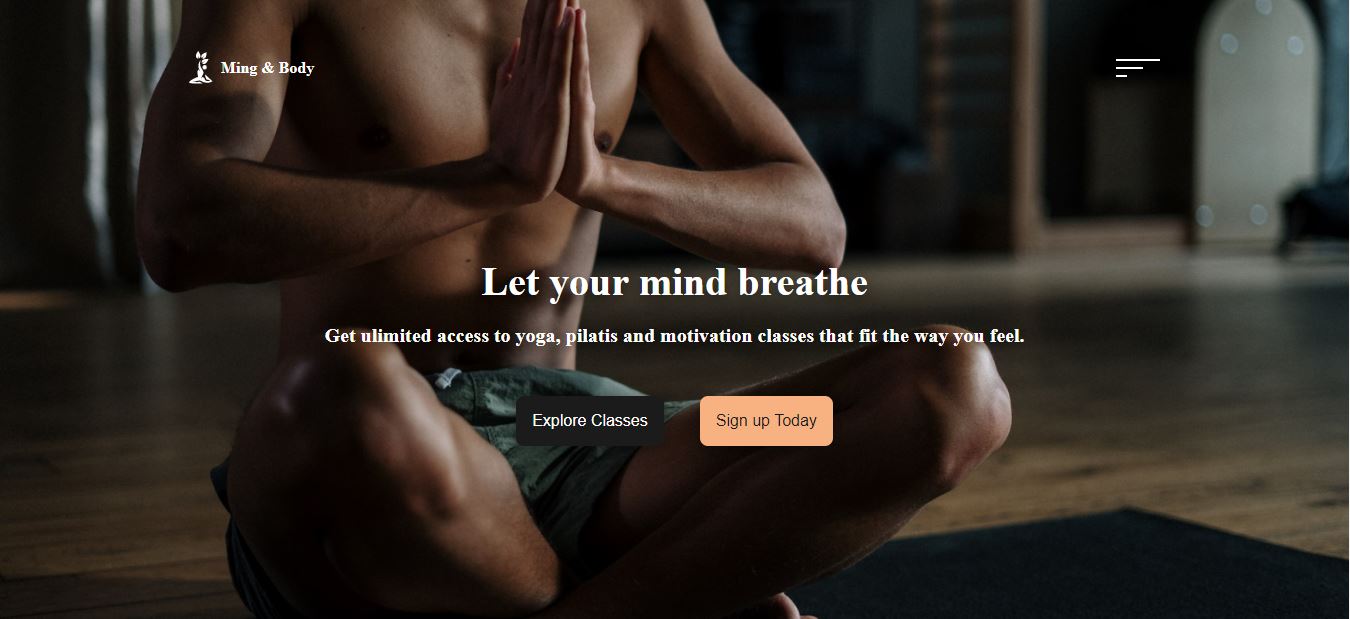 Ming & Body
Let your mind breathe
Get ulimited access to yoga, pilatis and motivation classes that fit the way you feel.
Explore Classes
Sign up Today